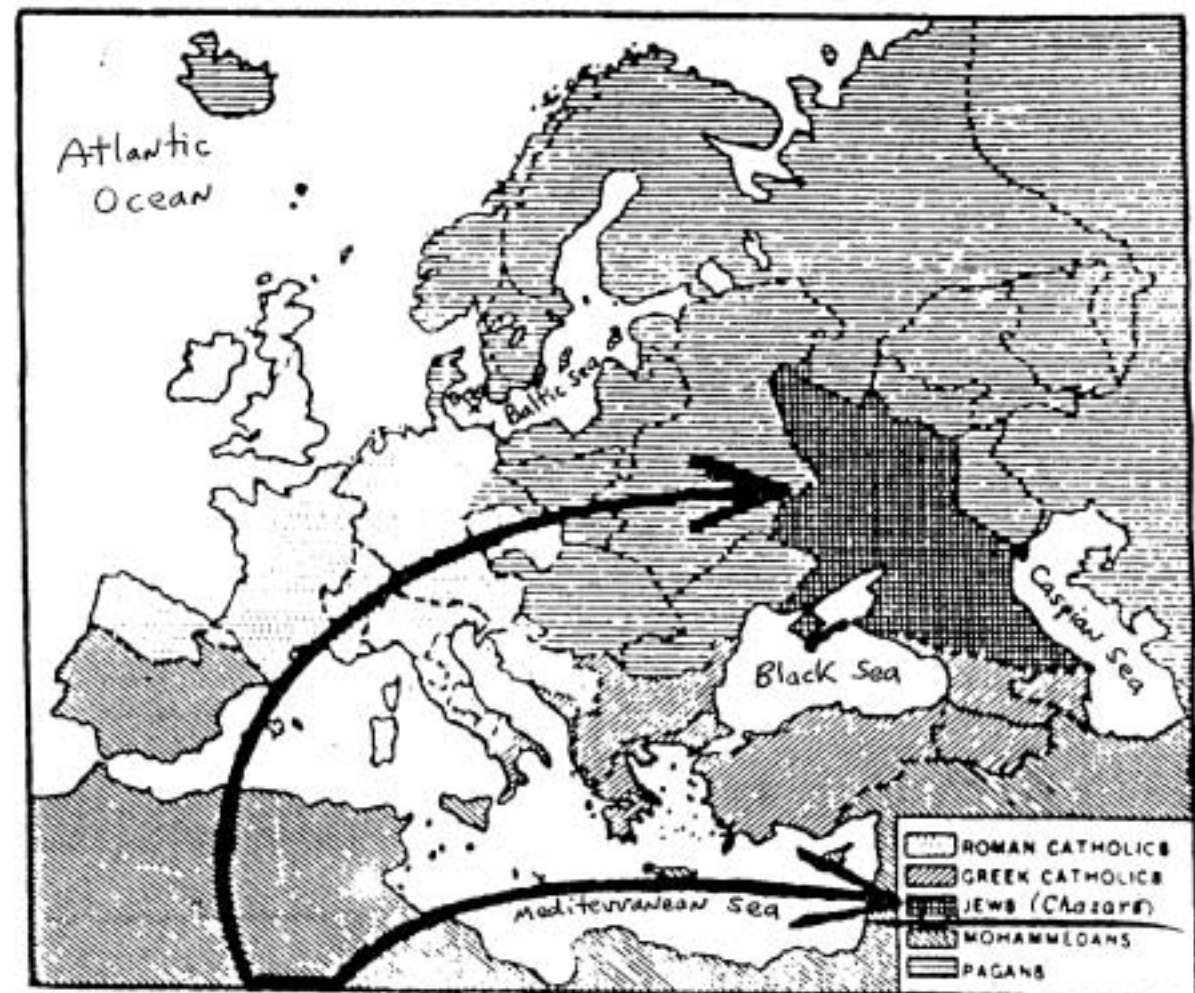 Atlantic
Ocean
Baltic Sea
Caspian Sea
Black Sea
Mediterranean Sea
ROMAN CATHOLICS
GREEK CATHOLICS
JEWS (Chazars)
MOHAMMEDANS
PAGANS